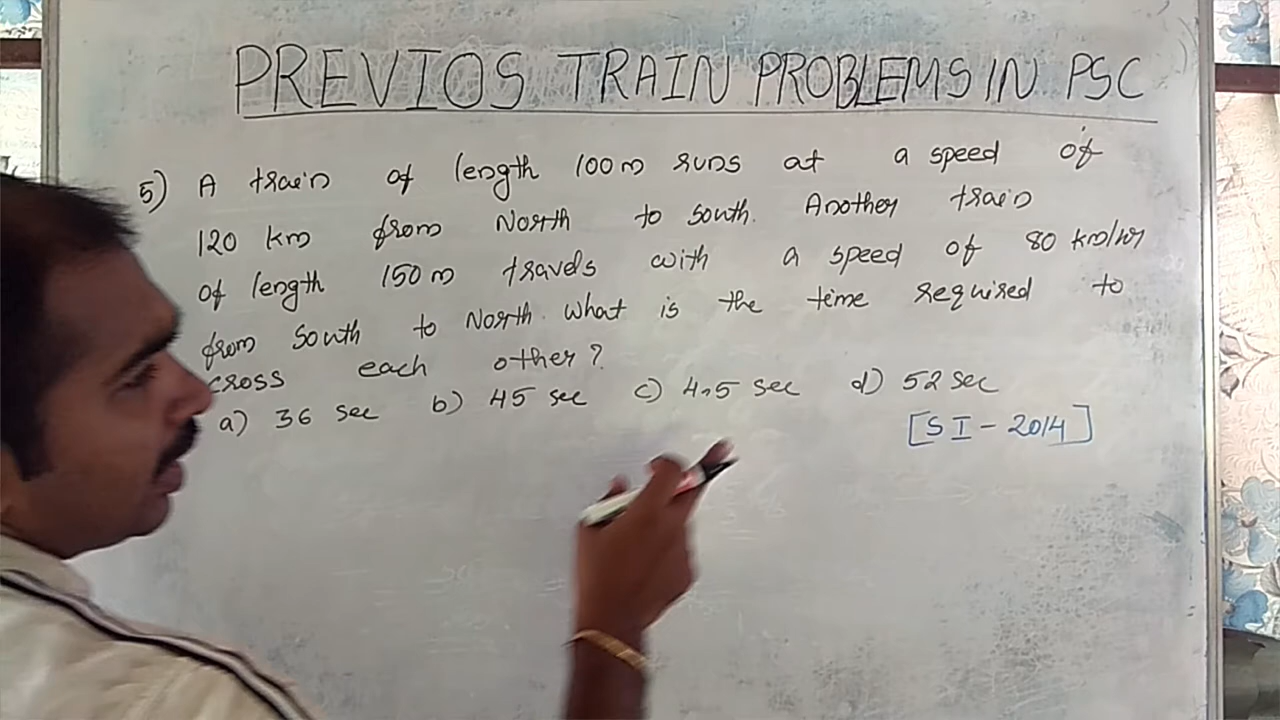 PREVIOS TRAIN PROBLEMS IN PSC
5) A train of length 100m runs at a speed of
120 km from North to south. Another train
of length 150m travels with a speed of 80 km/hr
from South to North. What is the time required to
cross each other?
a) 36 sec b) 45 sec c) 4.5 sec d) 52 sec
[SI - 2014]